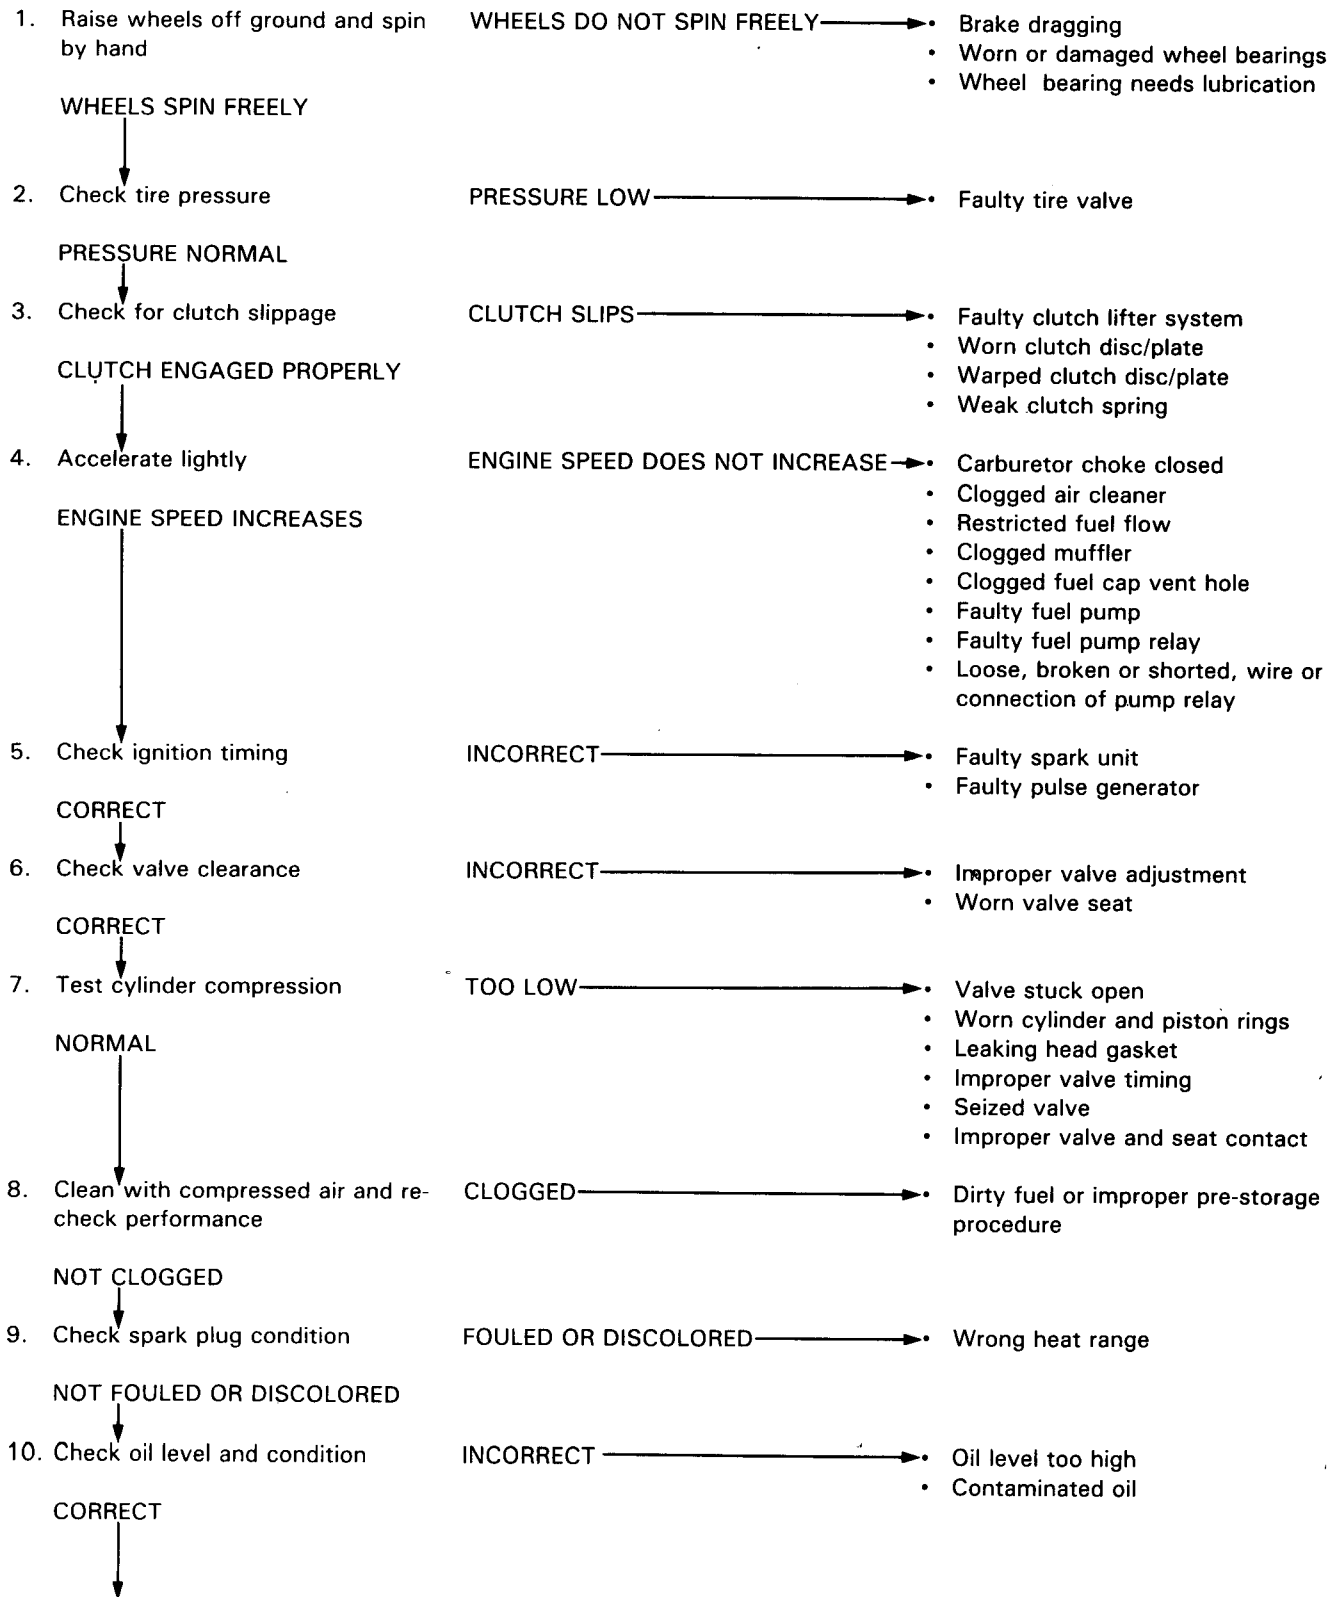 1. Raise wheels off ground and spin by hand
WHEELS DO NOT SPIN FREELY
• Brake dragging
• Worn or damaged wheel bearings
• Wheel bearing needs lubrication
WHEELS SPIN FREELY
2. Check tire pressure
PRESSURE LOW
• Faulty tire valve
PRESSURE NORMAL
3. Check for clutch slippage
CLUTCH SLIPS
• Faulty clutch lifter system
• Worn clutch disc/plate
• Warped clutch disc/plate
• Weak clutch spring
CLUTCH ENGAGED PROPERLY
4. Accelerate lightly
ENGINE SPEED DOES NOT INCREASE
• Carburetor choke closed
• Clogged air cleaner
• Restricted fuel flow
• Clogged muffler
• Clogged fuel cap vent hole
• Faulty fuel pump
• Faulty fuel pump relay
• Loose, broken or shorted, wire or
connection of pump relay
ENGINE SPEED INCREASES
5. Check ignition timing
INCORRECT
• Faulty spark unit
• Faulty pulse generator
CORRECT
6. Check valve clearance
INCORRECT
• Improper valve adjustment
• Worn valve seat
CORRECT
7. Test cylinder compression
TOO LOW
• Valve stuck open
• Worn cylinder and piston rings
• Leaking head gasket
• Improper valve timing
• Seized valve
• Improper valve and seat contact
NORMAL
8. Clean with compressed air and re-
check performance
CLOGGED
• Dirty fuel or improper pre-storage
procedure
NOT CLOGGED
9. Check spark plug condition
FOULED OR DISCOLORED
• Wrong heat range
NOT FOULED OR DISCOLORED
10. Check oil level and condition
INCORRECT
• Oil level too high
• Contaminated oil
CORRECT